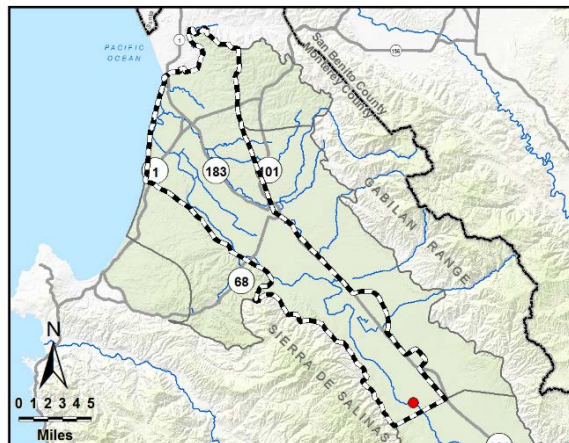 PACIFIC
OCEAN
1
156
San Benito County
Monterey County
183
101
1
GABILAN RANGE
68
SIERRA DE SALINAS
N
0 1 2 3 4 5
Miles